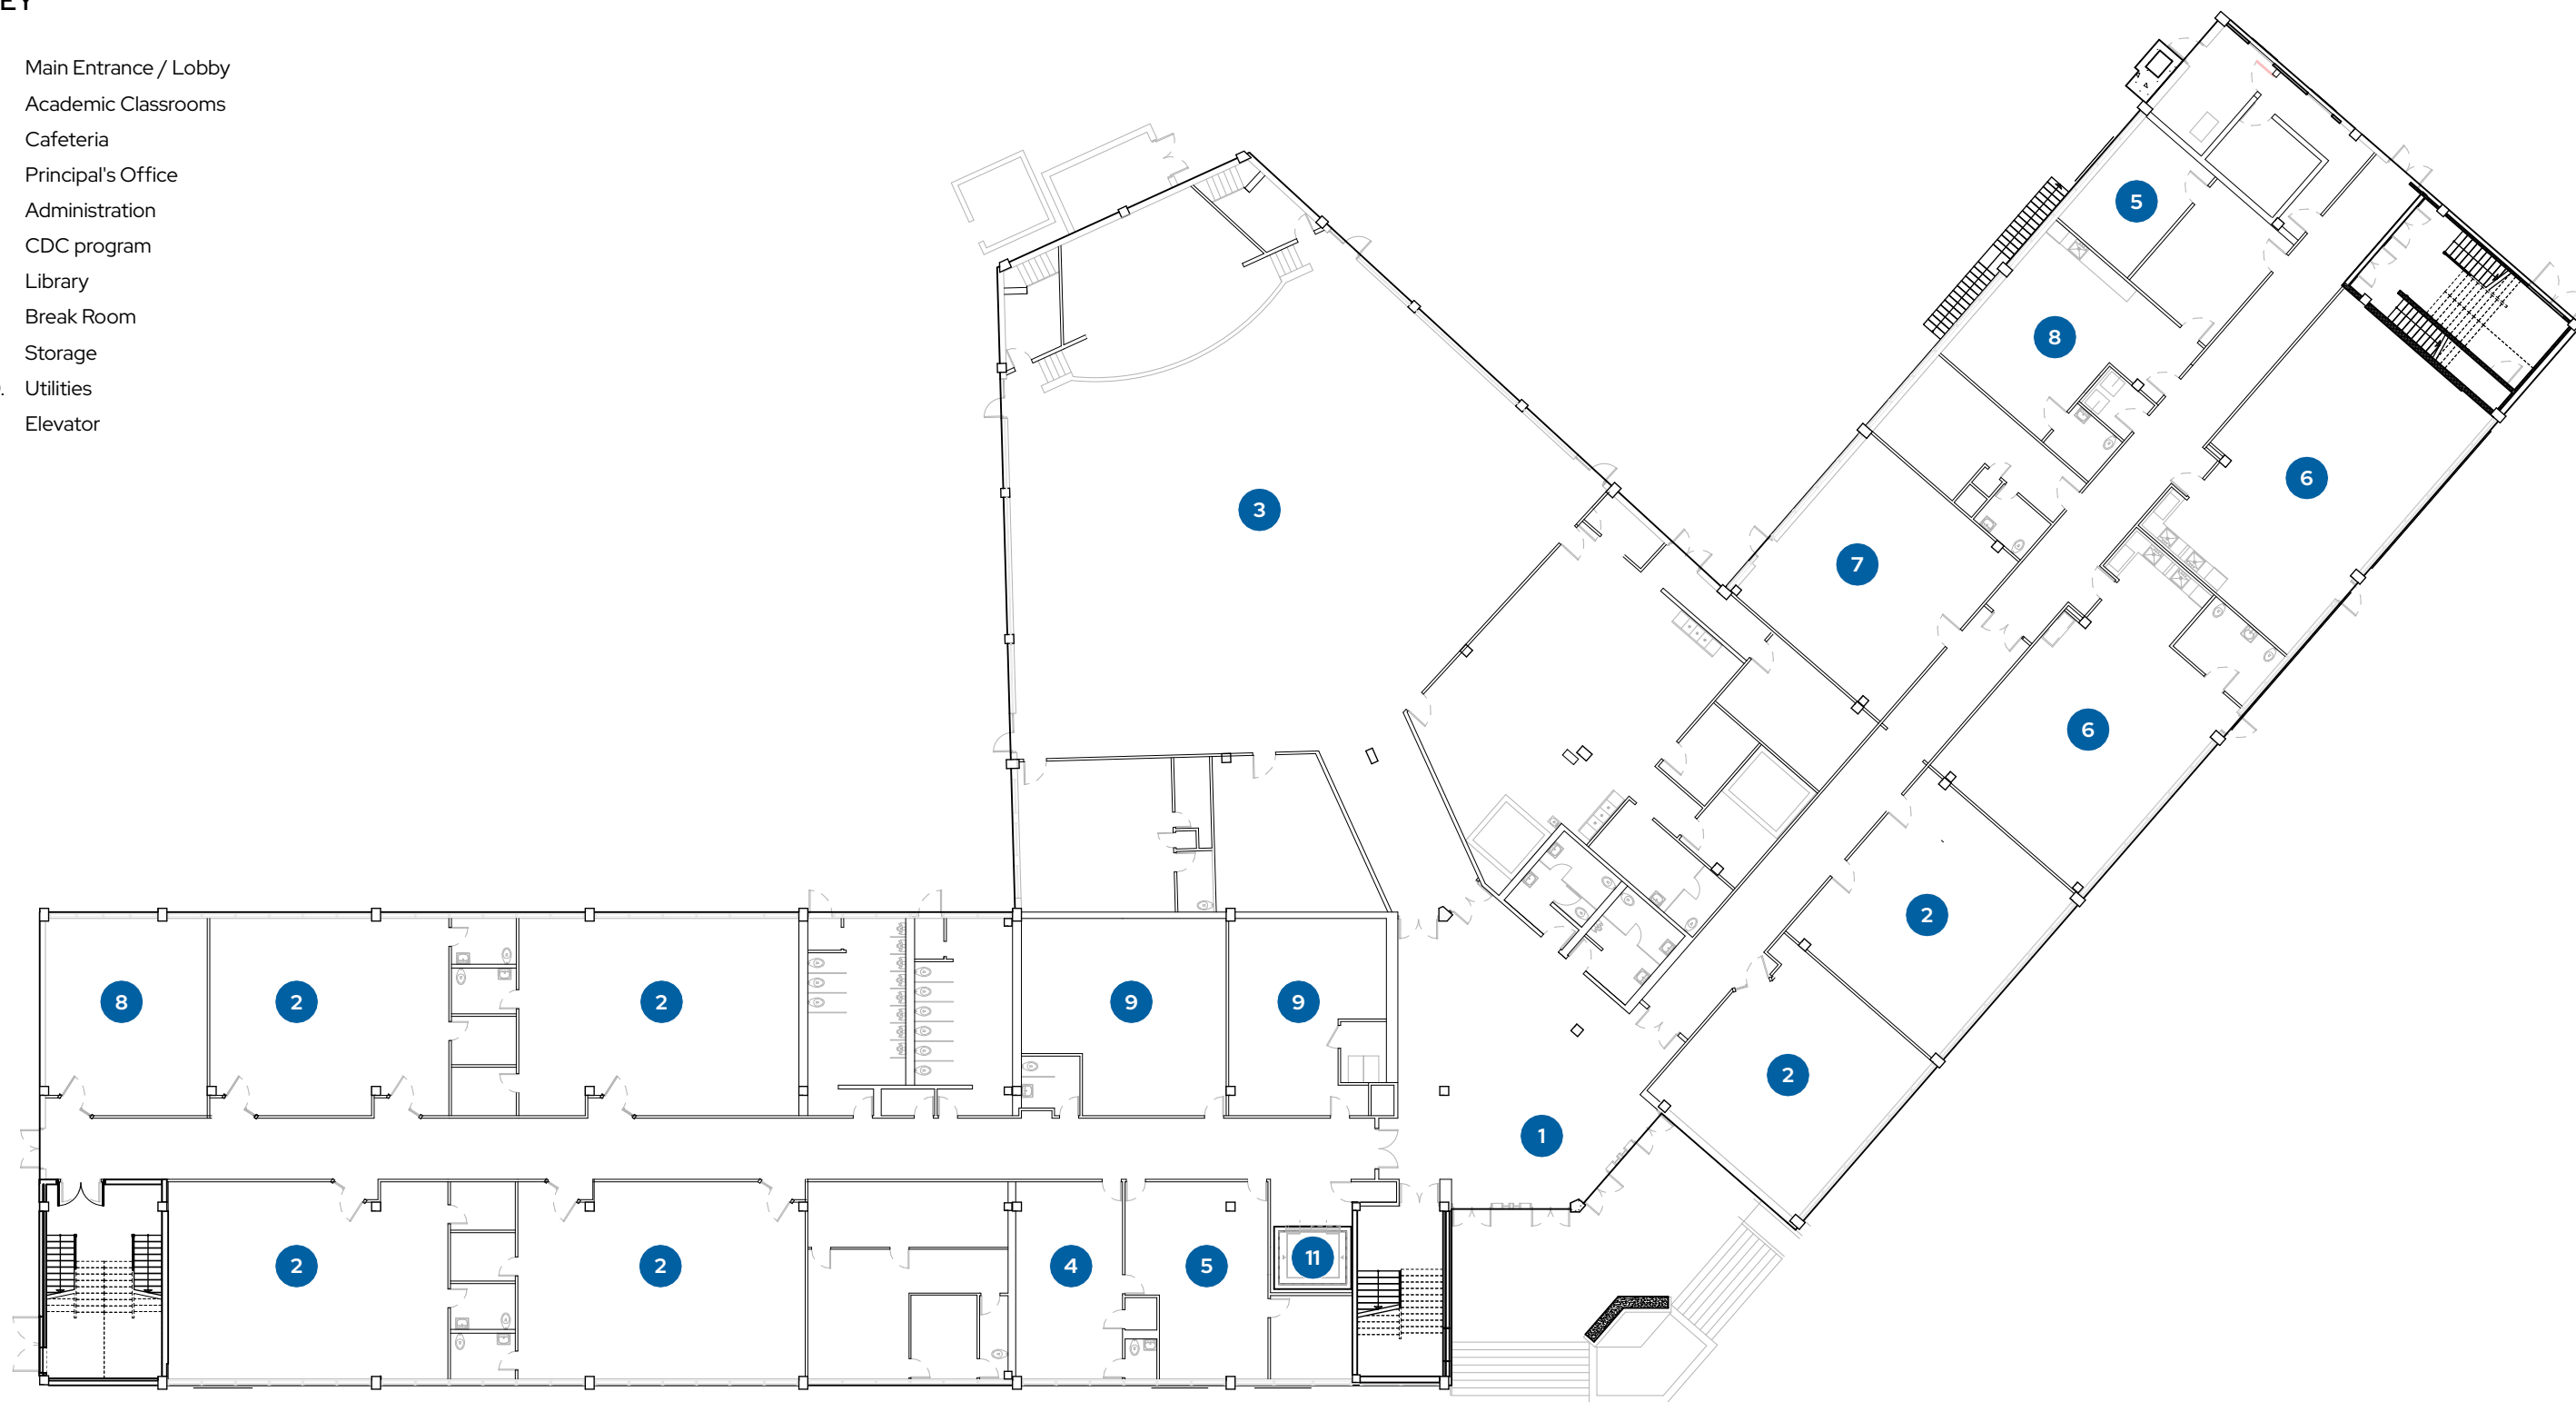 EY
Main Entrance / Lobby
Academic Classrooms
Cafeteria
Principal's Office
Administration
CDC program
Library
Break Room
Storage
. Utilities
Elevator
5
8
6
3
7
6
2
8
2
2
9
9
2
1
2
2
4
5
11